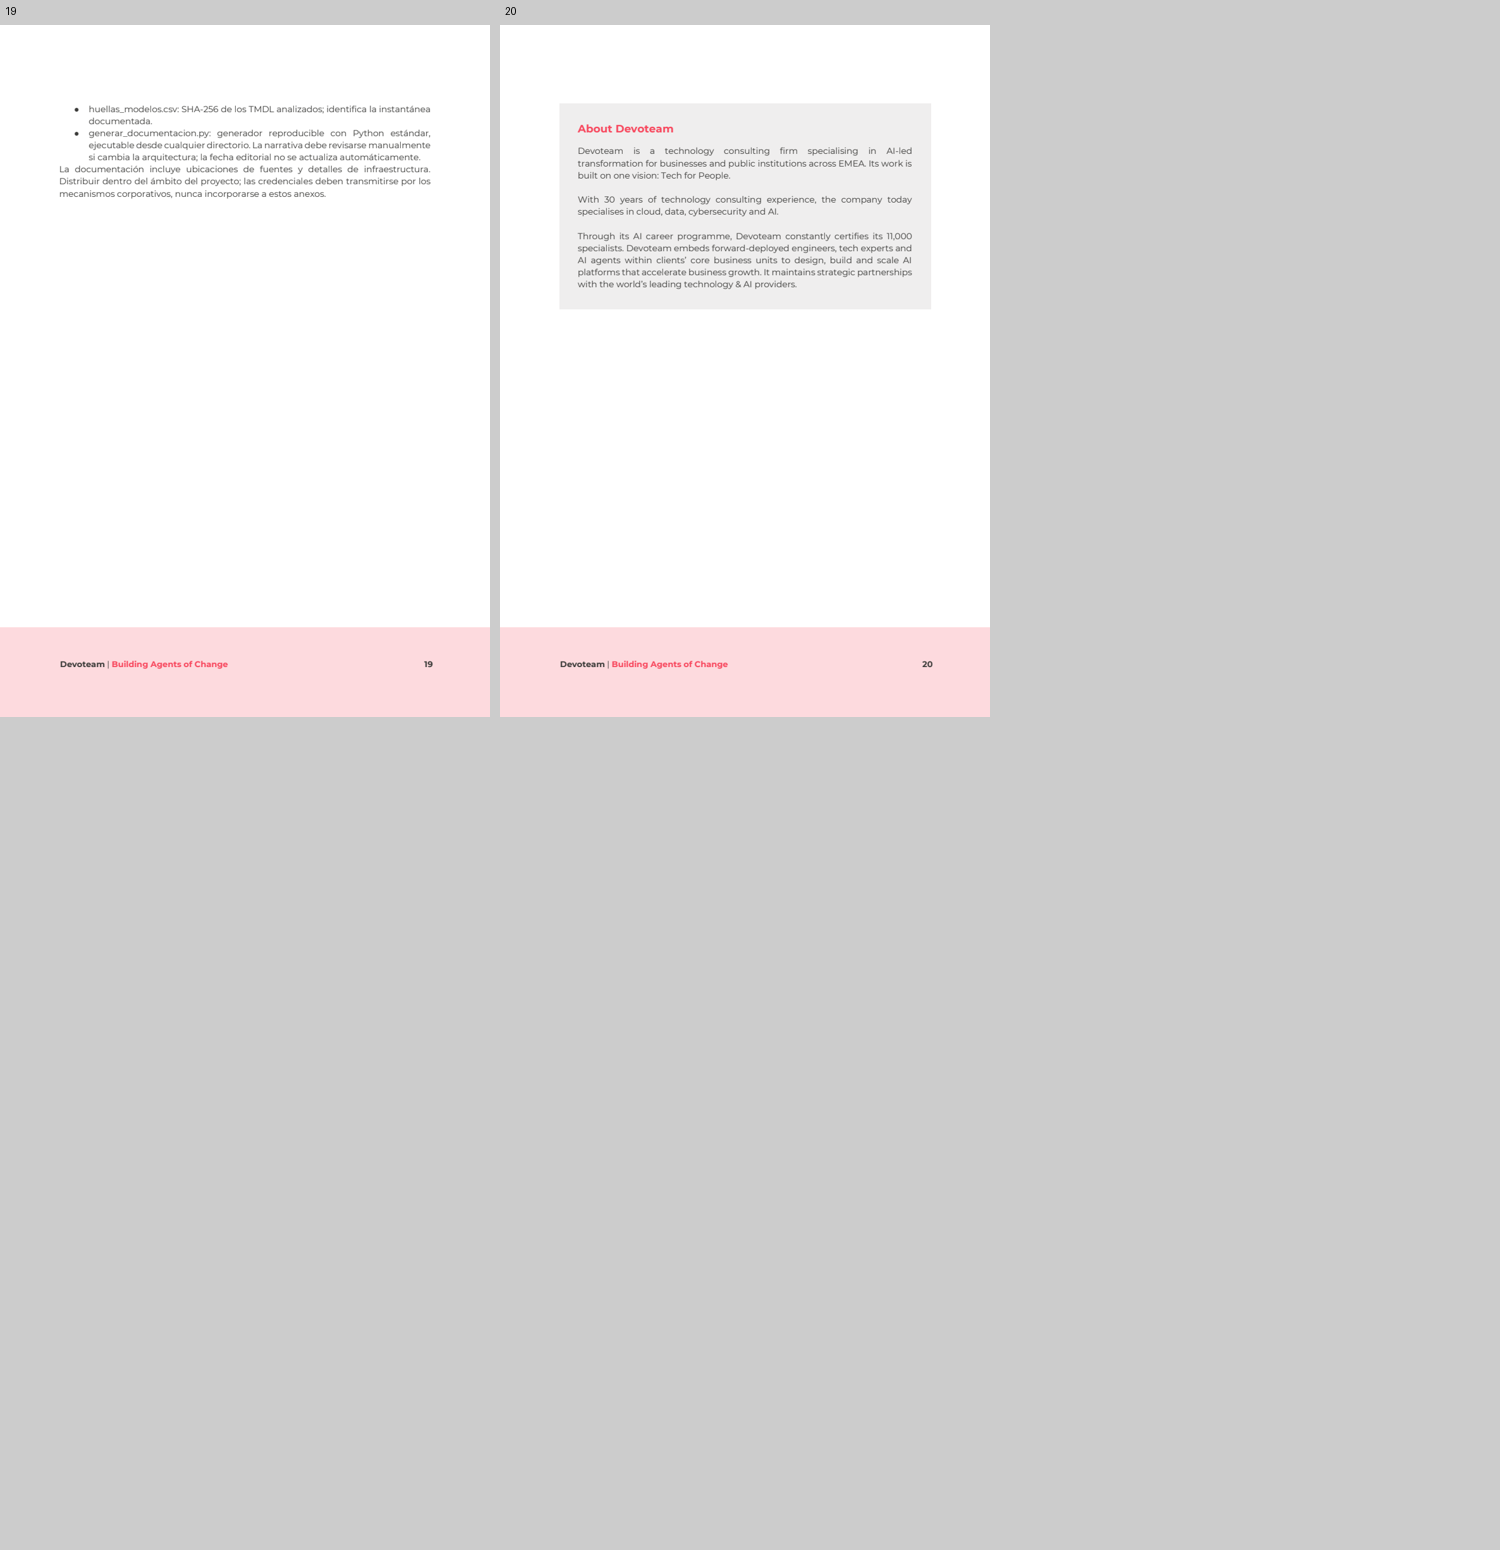 19
● huellas_modelos.csv: SHA-256 de los TMDL analizados; identifica la instantánea
documentada.
● generar_documentacion.py: generador reproducible con Python estándar,
ejecutable desde cualquier directorio. La narrativa debe revisarse manualmente
si cambia la arquitectura; la fecha editorial no se actualiza automáticamente.
La documentación incluye ubicaciones de fuentes y detalles de infraestructura.
Distribuir dentro del ámbito del proyecto; las credenciales deben transmitirse por los
mecanismos corporativos, nunca incorporarse a estos anexos.
Devoteam | Building Agents of Change 19
20
About Devoteam
Devoteam is a technology consulting firm specialising in AI-led
transformation for businesses and public institutions across EMEA. Its work is
built on one vision: Tech for People.
With 30 years of technology consulting experience, the company today
specialises in cloud, data, cybersecurity and AI.
Through its AI career programme, Devoteam constantly certifies its 11,000
specialists. Devoteam embeds forward-deployed engineers, tech experts and
AI agents within clients’ core business units to design, build and scale AI
platforms that accelerate business growth. It maintains strategic partnerships
with the world’s leading technology & AI providers.
Devoteam | Building Agents of Change 20